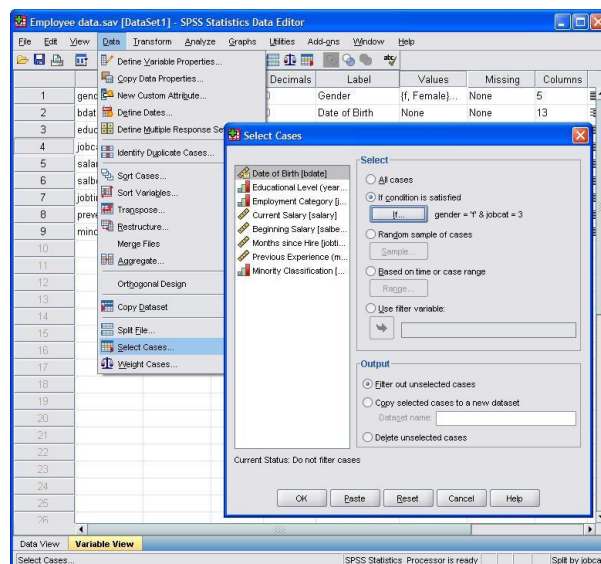 Employee data.sav [DataSet1] - SPSS Statistics Data Editor
File Edit View Data Transform Analyze Graphs Utilities Add-ons Window Help
Define Variable Properties...
Copy Data Properties...
New Custom Attribute...
Define Dates...
Define Multiple Response Se
Identify Duplicate Cases...
Sort Cases...
Sort Variables...
Transpose...
Restructure...
Merge Files
Aggregate...
Orthogonal Design
Copy Dataset
Split File...
Select Cases...
Weight Cases...
Decimals Label Values Missing Columns
1 gend Gender {f, Female}... None 5
2 bdat Date of Birth None None 13
3 educ
4 jobca
5 salar
6 salbe
7 jobtir
8 preve
9 mino
10
11
12
13
14
15
16
17
18
19
20
21
22
23
24
25
26
Select Cases
Date of Birth [bdate]
Educational Level (year...
Employment Category [j...
Current Salary [salary]
Beginning Salary [salbe...
Months since Hire [jobti...
Previous Experience (m...
Minority Classification [...
Select
All cases
If condition is satisfied
If... gender = 'f' & jobcat = 3
Random sample of cases
Sample...
Based on time or case range
Range...
Use filter variable:
Output
Filter out unselected cases
Copy selected cases to a new dataset
Dataset name:
Delete unselected cases
Current Status: Do not filter cases
OK Paste Reset Cancel Help
Data View Variable View
Select Cases... SPSS Statistics Processor is ready Split by jobca